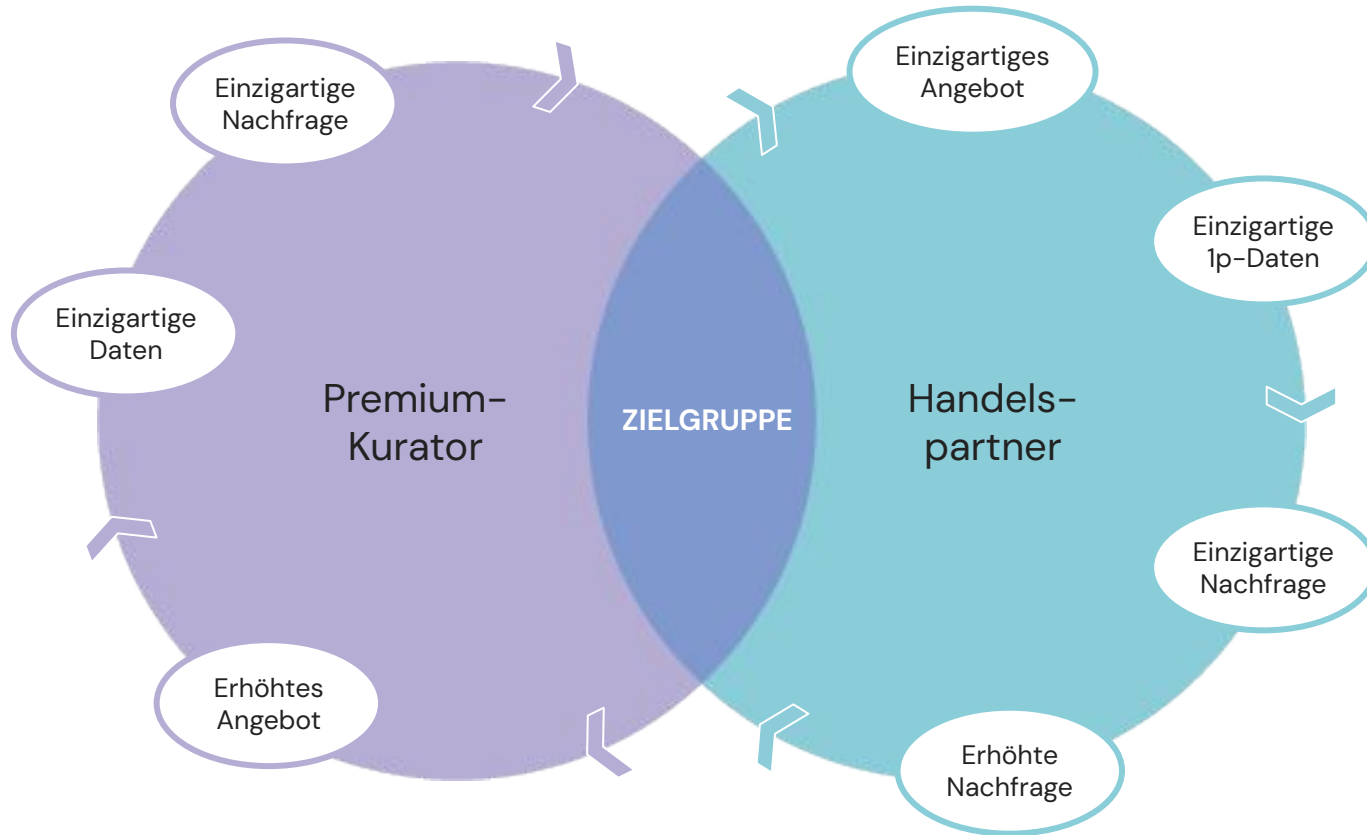 Einzigartige
Nachfrage
Einzigartige
Daten
Premium-
Kurator
Erhöhtes
Angebot
ZIELGRUPPE
Einzigartiges
Angebot
Einzigartige
1p-Daten
Handels-
partner
Einzigartige
Nachfrage
Erhöhte
Nachfrage